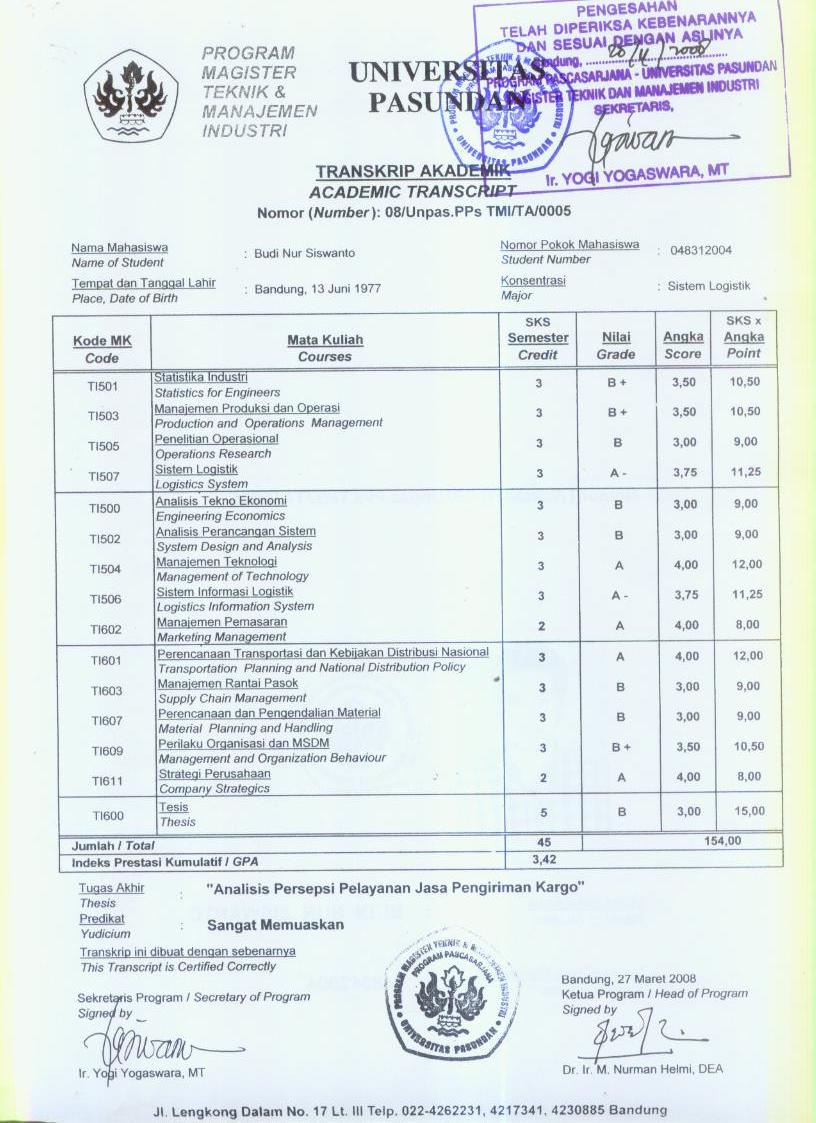 PENGESAHAN
TELAH DIPERIKSA KEBENARANNYA
DAN SESUAI DENGAN ASLINYA
Bandung, 20/11/2008
PROGRAM PASCASARJANA - UNIVERSITAS PASUNDAN
MAGISTER TEKNIK DAN MANAJEMEN INDUSTRI
SEKRETARIS,
Ir. YOGI YOGASWARA, MT
PROGRAM
MAGISTER
TEKNIK &
MANAJEMEN
INDUSTRI
UNIVERSITAS
PASUNDAN
UNIVERSITAS PASUNDAN
TRANSKRIP AKADEMIK
ACADEMIC TRANSCRIPT
Nomor (Number): 08/Unpas.PPs TMI/TA/0005
Nama Mahasiswa
Name of Student : Budi Nur Siswanto
Nomor Pokok Mahasiswa
Student Number : 048312004
Tempat dan Tanggal Lahir
Place, Date of Birth : Bandung, 13 Juni 1977
Konsentrasi
Major : Sistem Logistik
Kode MK Code Mata Kuliah Courses SKS Semester Credit Nilai Grade Angka Score SKS x Angka Point
TI501 Statistika Industri 3 B + 3,50 10,50
Statistics for Engineers
TI503 Manajemen Produksi dan Operasi 3 B + 3,50 10,50
Production and Operations Management
TI505 Penelitian Operasional 3 B 3,00 9,00
Operations Research
TI507 Sistem Logistik 3 A - 3,75 11,25
Logistics System
TI500 Analisis Tekno Ekonomi 3 B 3,00 9,00
Engineering Economics
TI502 Analisis Perancangan Sistem 3 B 3,00 9,00
System Design and Analysis
TI504 Manajemen Teknologi 3 A 4,00 12,00
Management of Technology
TI506 Sistem Informasi Logistik 3 A - 3,75 11,25
Logistics Information System
TI602 Manajemen Pemasaran 2 A 4,00 8,00
Marketing Management
TI601 Perencanaan Transportasi dan Kebijakan Distribusi Nasional 3 A 4,00 12,00
Transportation Planning and National Distribution Policy
TI603 Manajemen Rantai Pasok 3 B 3,00 9,00
Supply Chain Management
TI607 Perencanaan dan Pengendalian Material 3 B 3,00 9,00
Material Planning and Handling
TI609 Perilaku Organisasi dan MSDM 3 B + 3,50 10,50
Management and Organization Behaviour
TI611 Strategi Perusahaan 2 A 4,00 8,00
Company Strategics
TI600 Tesis 5 B 3,00 15,00
Thesis
Jumlah / Total 45 154,00
Indeks Prestasi Kumulatif / GPA 3,42
Tugas Akhir : "Analisis Persepsi Pelayanan Jasa Pengiriman Kargo"
Thesis
Predikat : Sangat Memuaskan
Yudicium
Transkrip ini dibuat dengan sebenarnya
This Transcript is Certified Correctly
PROGRAM MAGISTER TEKNIK & MANAJEMEN INDUSTRI
PROGRAM PASCASARJANA
UNIVERSITAS PASUNDAN
Sekretaris Program / Secretary of Program
Signed by
Ir. Yogi Yogaswara, MT
Bandung, 27 Maret 2008
Ketua Program / Head of Program
Signed by
Dr. Ir. M. Nurman Helmi, DEA
Jl. Lengkong Dalam No. 17 Lt. III Telp. 022-4262231, 4217341, 4230885 Bandung